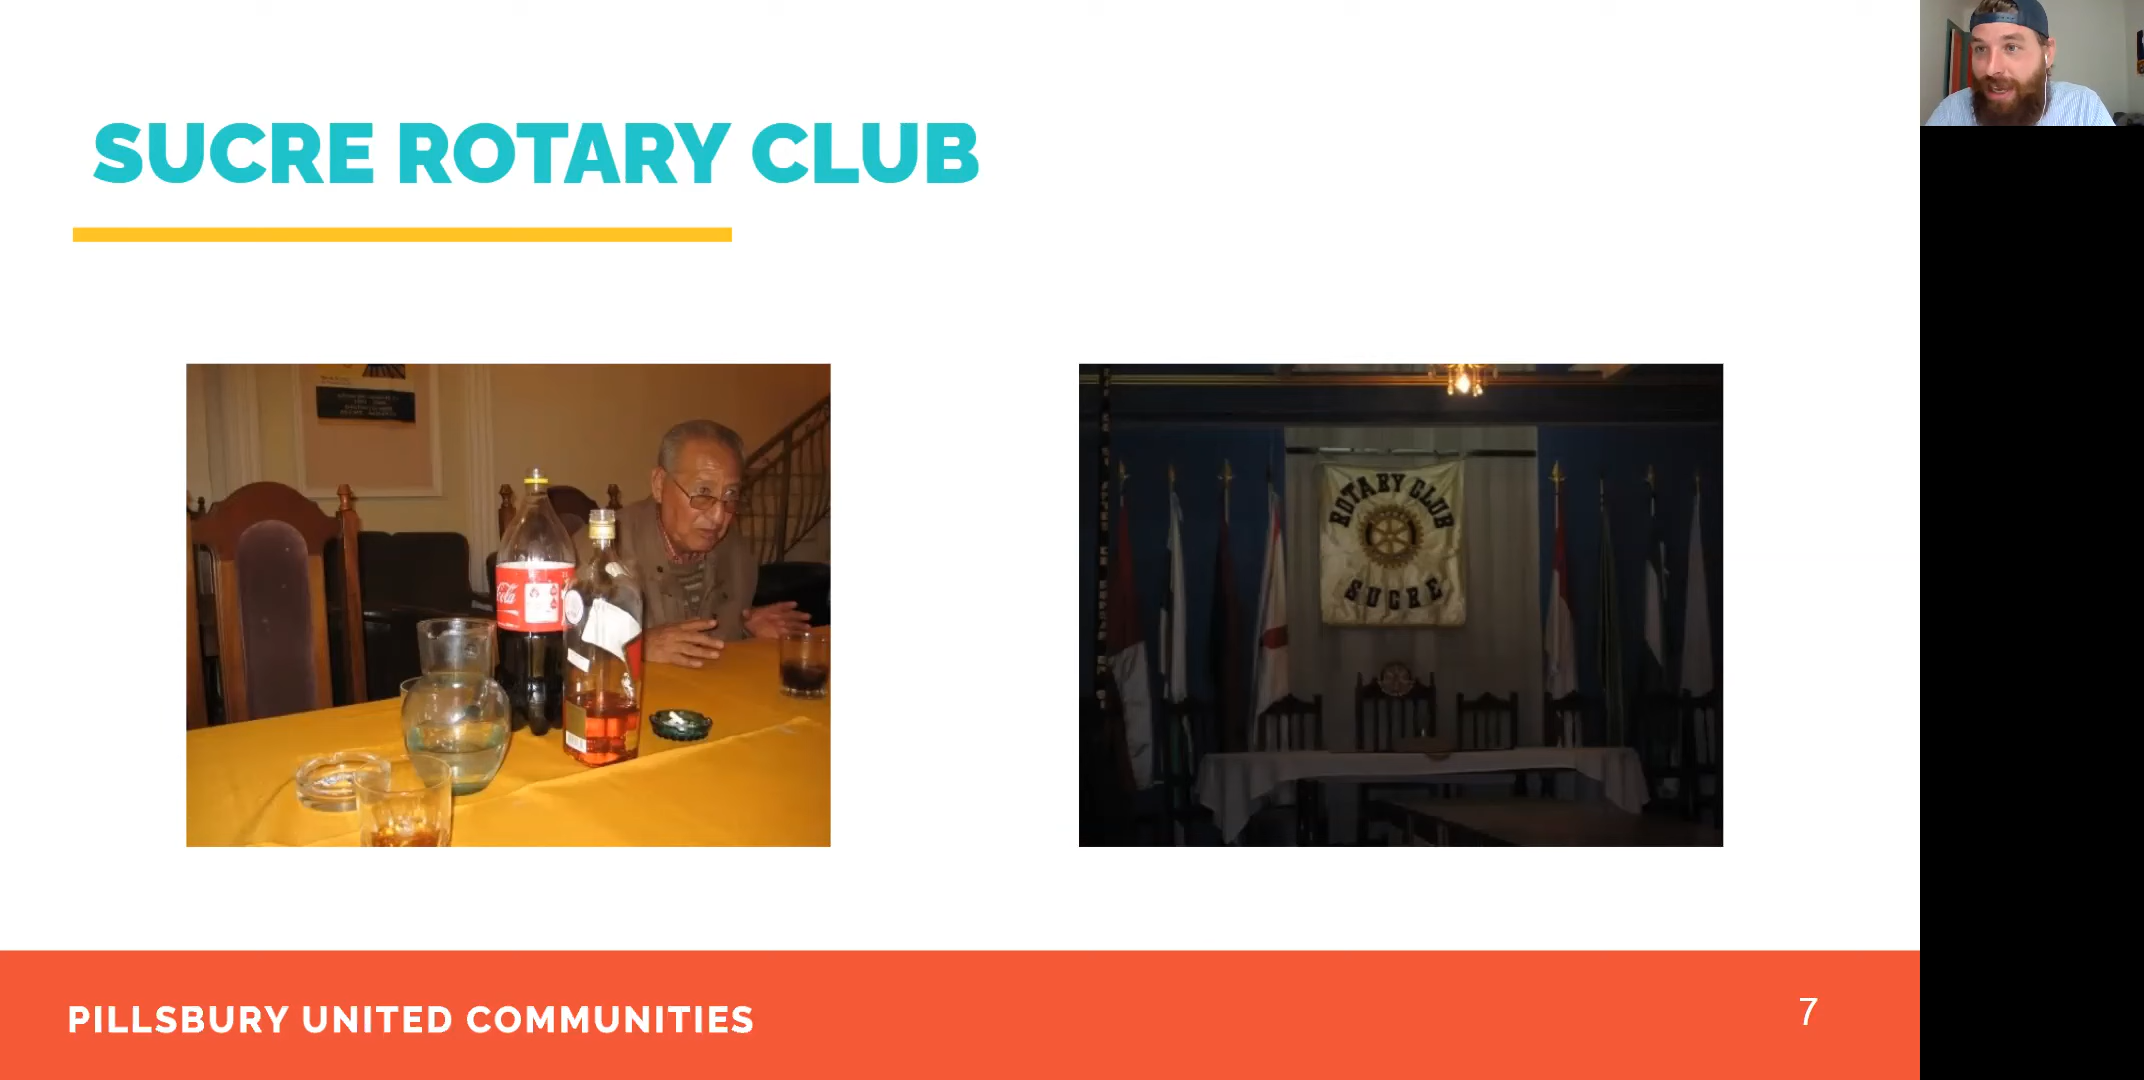 SUCRE ROTARY CLUB
Cola
ROTARY CLUB
SUCRE
PILLSBURY UNITED COMMUNITIES
7